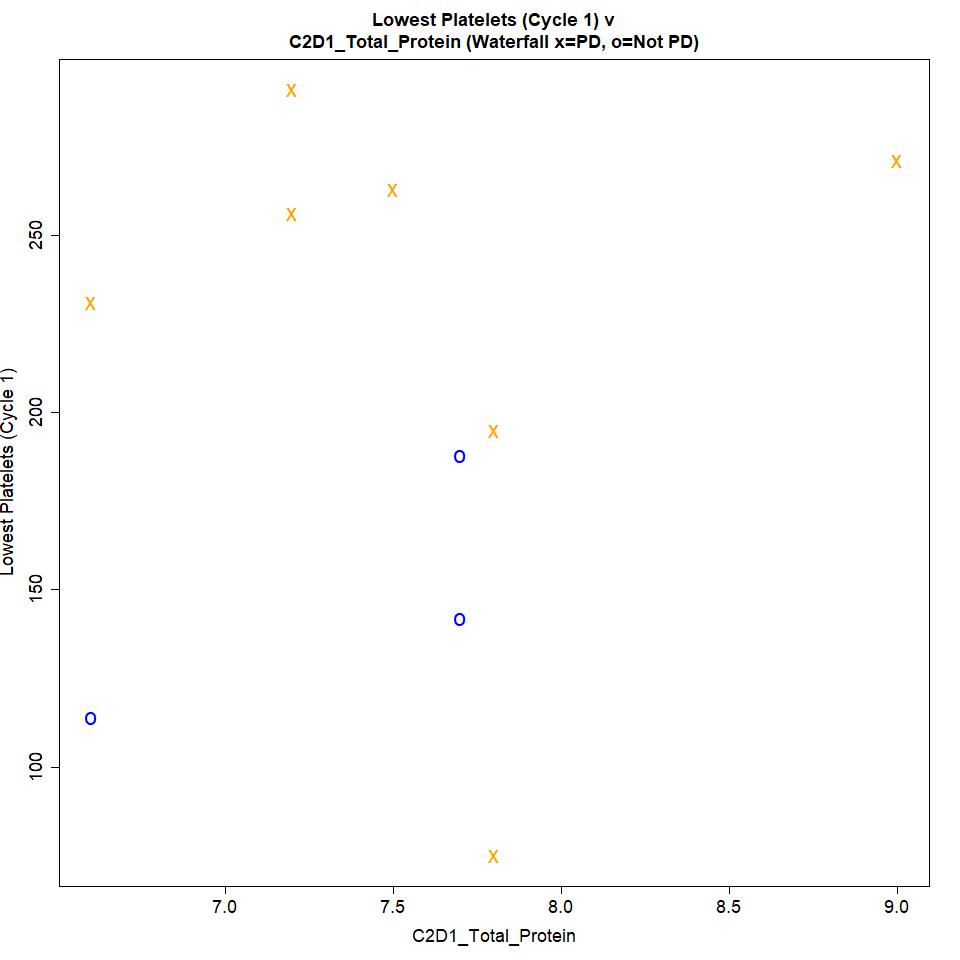 Lowest Platelets (Cycle 1) v
C2D1_Total_Protein (Waterfall x=PD, o=Not PD)
X
X
X
X
X
250
X
200
O
Lowest Platelets (Cycle 1)
150
O
O
100
X
7.0 7.5 8.0 8.5 9.0
C2D1_Total_Protein